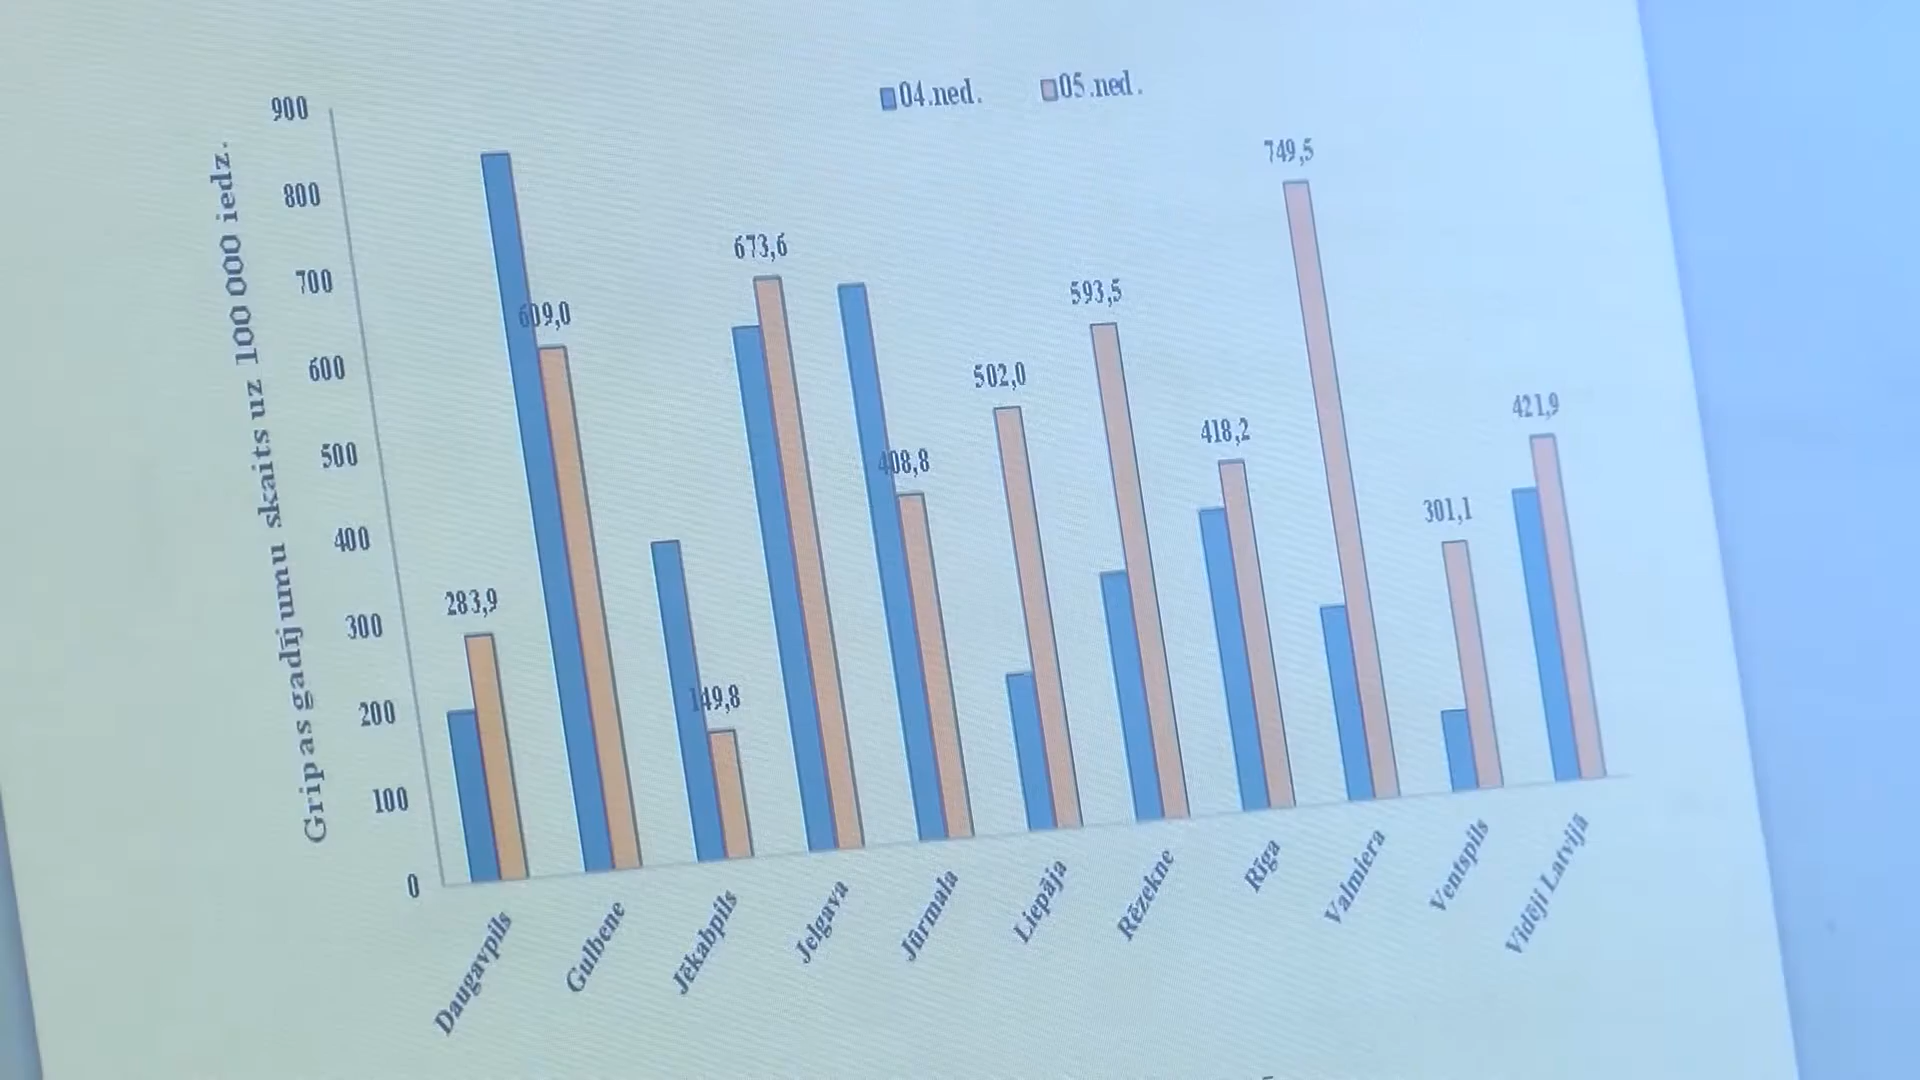 04.ned. 05.ned.
Gripas gadījumu skaits uz 100 000 iedz.
900
800
700
600
500
400
300
200
100
0
283,9
609,0
149,8
673,6
408,8
502,0
593,5
418,2
749,5
301,1
421,9
Daugavpils
Gulbene
Jēkabpils
Jelgava
Jūrmala
Liepāja
Rēzekne
Rīga
Valmiera
Ventspils
Vidēji Latvijā